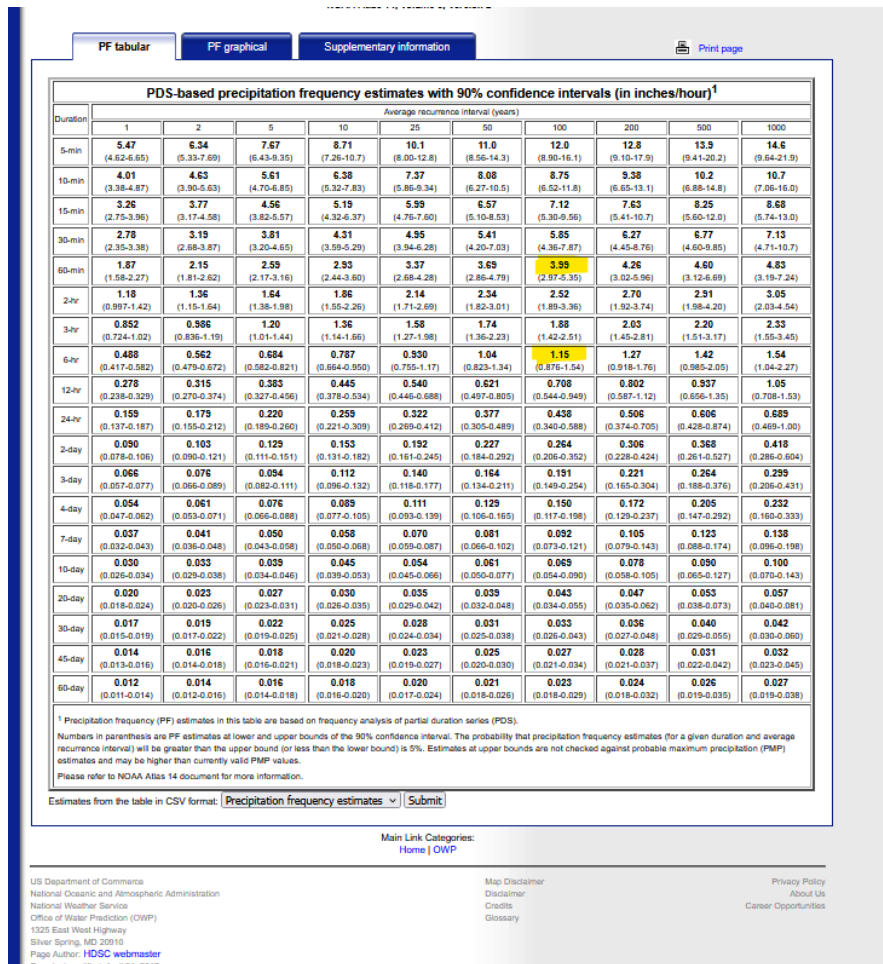 PF tabular PF graphical Supplementary information Print page
PDS-based precipitation frequency estimates with 90% confidence intervals (in inches/hour)1
Duration
Average recurrence interval (years)
1 2 5 10 25 50 100 200 500 1000
5-min 5.47 6.34 7.67 8.71 10.1 11.0 12.0 12.8 13.9 14.6
(4.62-6.65) (5.33-7.69) (6.43-9.35) (7.26-10.7) (8.00-12.8) (8.56-14.3) (8.90-16.1) (9.10-17.9) (9.41-20.2) (9.64-21.9)
10-min 4.01 4.63 5.61 6.38 7.37 8.08 8.75 9.38 10.2 10.7
(3.38-4.87) (3.90-5.63) (4.70-6.85) (5.32-7.83) (5.86-9.34) (6.27-10.5) (6.52-11.8) (6.65-13.1) (6.88-14.8) (7.06-16.0)
15-min 3.26 3.77 4.56 5.19 5.99 6.57 7.12 7.63 8.25 8.68
(2.75-3.96) (3.17-4.58) (3.82-5.57) (4.32-6.37) (4.76-7.60) (5.10-8.53) (5.30-9.56) (5.41-10.7) (5.60-12.0) (5.74-13.0)
30-min 2.78 3.19 3.81 4.31 4.95 5.41 5.85 6.27 6.77 7.13
(2.35-3.38) (2.68-3.87) (3.20-4.65) (3.59-5.29) (3.94-6.28) (4.20-7.03) (4.36-7.87) (4.45-8.76) (4.60-9.85) (4.71-10.7)
60-min 1.87 2.15 2.59 2.93 3.37 3.69 3.99 4.26 4.60 4.83
(1.58-2.27) (1.81-2.62) (2.17-3.16) (2.44-3.60) (2.68-4.28) (2.86-4.79) (2.97-5.35) (3.02-5.96) (3.12-6.69) (3.19-7.24)
2-hr 1.18 1.36 1.64 1.86 2.14 2.34 2.52 2.70 2.91 3.05
(0.997-1.42) (1.15-1.64) (1.38-1.98) (1.55-2.26) (1.71-2.69) (1.82-3.01) (1.89-3.36) (1.92-3.74) (1.98-4.20) (2.03-4.54)
3-hr 0.852 0.986 1.20 1.36 1.58 1.74 1.88 2.03 2.20 2.33
(0.724-1.02) (0.836-1.19) (1.01-1.44) (1.14-1.66) (1.27-1.98) (1.36-2.23) (1.42-2.51) (1.45-2.81) (1.51-3.17) (1.55-3.45)
6-hr 0.488 0.562 0.684 0.787 0.930 1.04 1.15 1.27 1.42 1.54
(0.417-0.582) (0.479-0.672) (0.582-0.821) (0.664-0.950) (0.755-1.17) (0.823-1.34) (0.876-1.54) (0.918-1.76) (0.985-2.05) (1.04-2.27)
12-hr 0.278 0.315 0.383 0.445 0.540 0.621 0.708 0.802 0.937 1.05
(0.238-0.329) (0.270-0.374) (0.327-0.456) (0.378-0.534) (0.446-0.688) (0.497-0.805) (0.544-0.949) (0.587-1.12) (0.656-1.35) (0.708-1.53)
24-hr 0.159 0.179 0.220 0.259 0.322 0.377 0.438 0.506 0.606 0.689
(0.137-0.187) (0.155-0.212) (0.189-0.260) (0.221-0.309) (0.269-0.412) (0.305-0.489) (0.340-0.588) (0.374-0.705) (0.428-0.874) (0.469-1.00)
2-day 0.090 0.103 0.129 0.153 0.192 0.227 0.264 0.306 0.368 0.418
(0.078-0.106) (0.090-0.121) (0.111-0.151) (0.131-0.182) (0.161-0.245) (0.184-0.292) (0.206-0.352) (0.228-0.424) (0.261-0.527) (0.286-0.604)
3-day 0.066 0.076 0.094 0.112 0.140 0.164 0.191 0.221 0.264 0.299
(0.057-0.077) (0.066-0.089) (0.082-0.111) (0.096-0.132) (0.118-0.177) (0.134-0.211) (0.149-0.254) (0.165-0.304) (0.188-0.376) (0.206-0.431)
4-day 0.054 0.061 0.076 0.089 0.111 0.129 0.150 0.172 0.205 0.232
(0.047-0.062) (0.053-0.071) (0.066-0.088) (0.077-0.105) (0.093-0.139) (0.106-0.165) (0.117-0.198) (0.129-0.237) (0.147-0.292) (0.160-0.333)
7-day 0.037 0.041 0.050 0.058 0.070 0.081 0.092 0.105 0.123 0.138
(0.032-0.043) (0.036-0.048) (0.043-0.058) (0.050-0.068) (0.059-0.087) (0.066-0.102) (0.073-0.121) (0.079-0.143) (0.088-0.174) (0.096-0.198)
10-day 0.030 0.033 0.039 0.045 0.054 0.061 0.069 0.078 0.090 0.100
(0.026-0.034) (0.029-0.038) (0.034-0.046) (0.039-0.053) (0.045-0.066) (0.050-0.077) (0.054-0.090) (0.058-0.105) (0.065-0.127) (0.070-0.143)
20-day 0.020 0.023 0.027 0.030 0.035 0.039 0.043 0.047 0.053 0.057
(0.018-0.024) (0.020-0.026) (0.023-0.031) (0.026-0.035) (0.029-0.042) (0.032-0.048) (0.034-0.055) (0.035-0.062) (0.038-0.073) (0.040-0.081)
30-day 0.017 0.019 0.022 0.025 0.028 0.031 0.033 0.036 0.040 0.042
(0.015-0.019) (0.017-0.022) (0.019-0.025) (0.021-0.028) (0.024-0.034) (0.025-0.038) (0.026-0.043) (0.027-0.048) (0.029-0.055) (0.030-0.060)
45-day 0.014 0.016 0.018 0.020 0.023 0.025 0.027 0.028 0.031 0.032
(0.013-0.016) (0.014-0.018) (0.016-0.021) (0.018-0.023) (0.019-0.027) (0.020-0.030) (0.021-0.034) (0.021-0.037) (0.022-0.042) (0.023-0.045)
60-day 0.012 0.014 0.016 0.018 0.020 0.021 0.023 0.024 0.026 0.027
(0.011-0.014) (0.012-0.016) (0.014-0.018) (0.016-0.020) (0.017-0.024) (0.018-0.026) (0.018-0.029) (0.018-0.032) (0.019-0.035) (0.019-0.038)
1 Precipitation frequency (PF) estimates in this table are based on frequency analysis of partial duration series (PDS).
Numbers in parenthesis are PF estimates at lower and upper bounds of the 90% confidence interval. The probability that precipitation frequency estimates (for a given duration and average
recurrence interval) will be greater than the upper bound (or less than the lower bound) is 5%. Estimates at upper bounds are not checked against probable maximum precipitation (PMP)
estimates and may be higher than currently valid PMP values.
Please refer to NOAA Atlas 14 document for more information.
Estimates from the table in CSV format: Precipitation frequency estimates Submit
Main Link Categories:
Home | OWP
US Department of Commerce
National Oceanic and Atmospheric Administration
National Weather Service
Office of Water Prediction (OWP)
1325 East West Highway
Silver Spring, MD 20910
Page Author: HDSC webmaster
Map Disclaimer
Disclaimer
Credits
Glossary
Privacy Policy
About Us
Career Opportunities